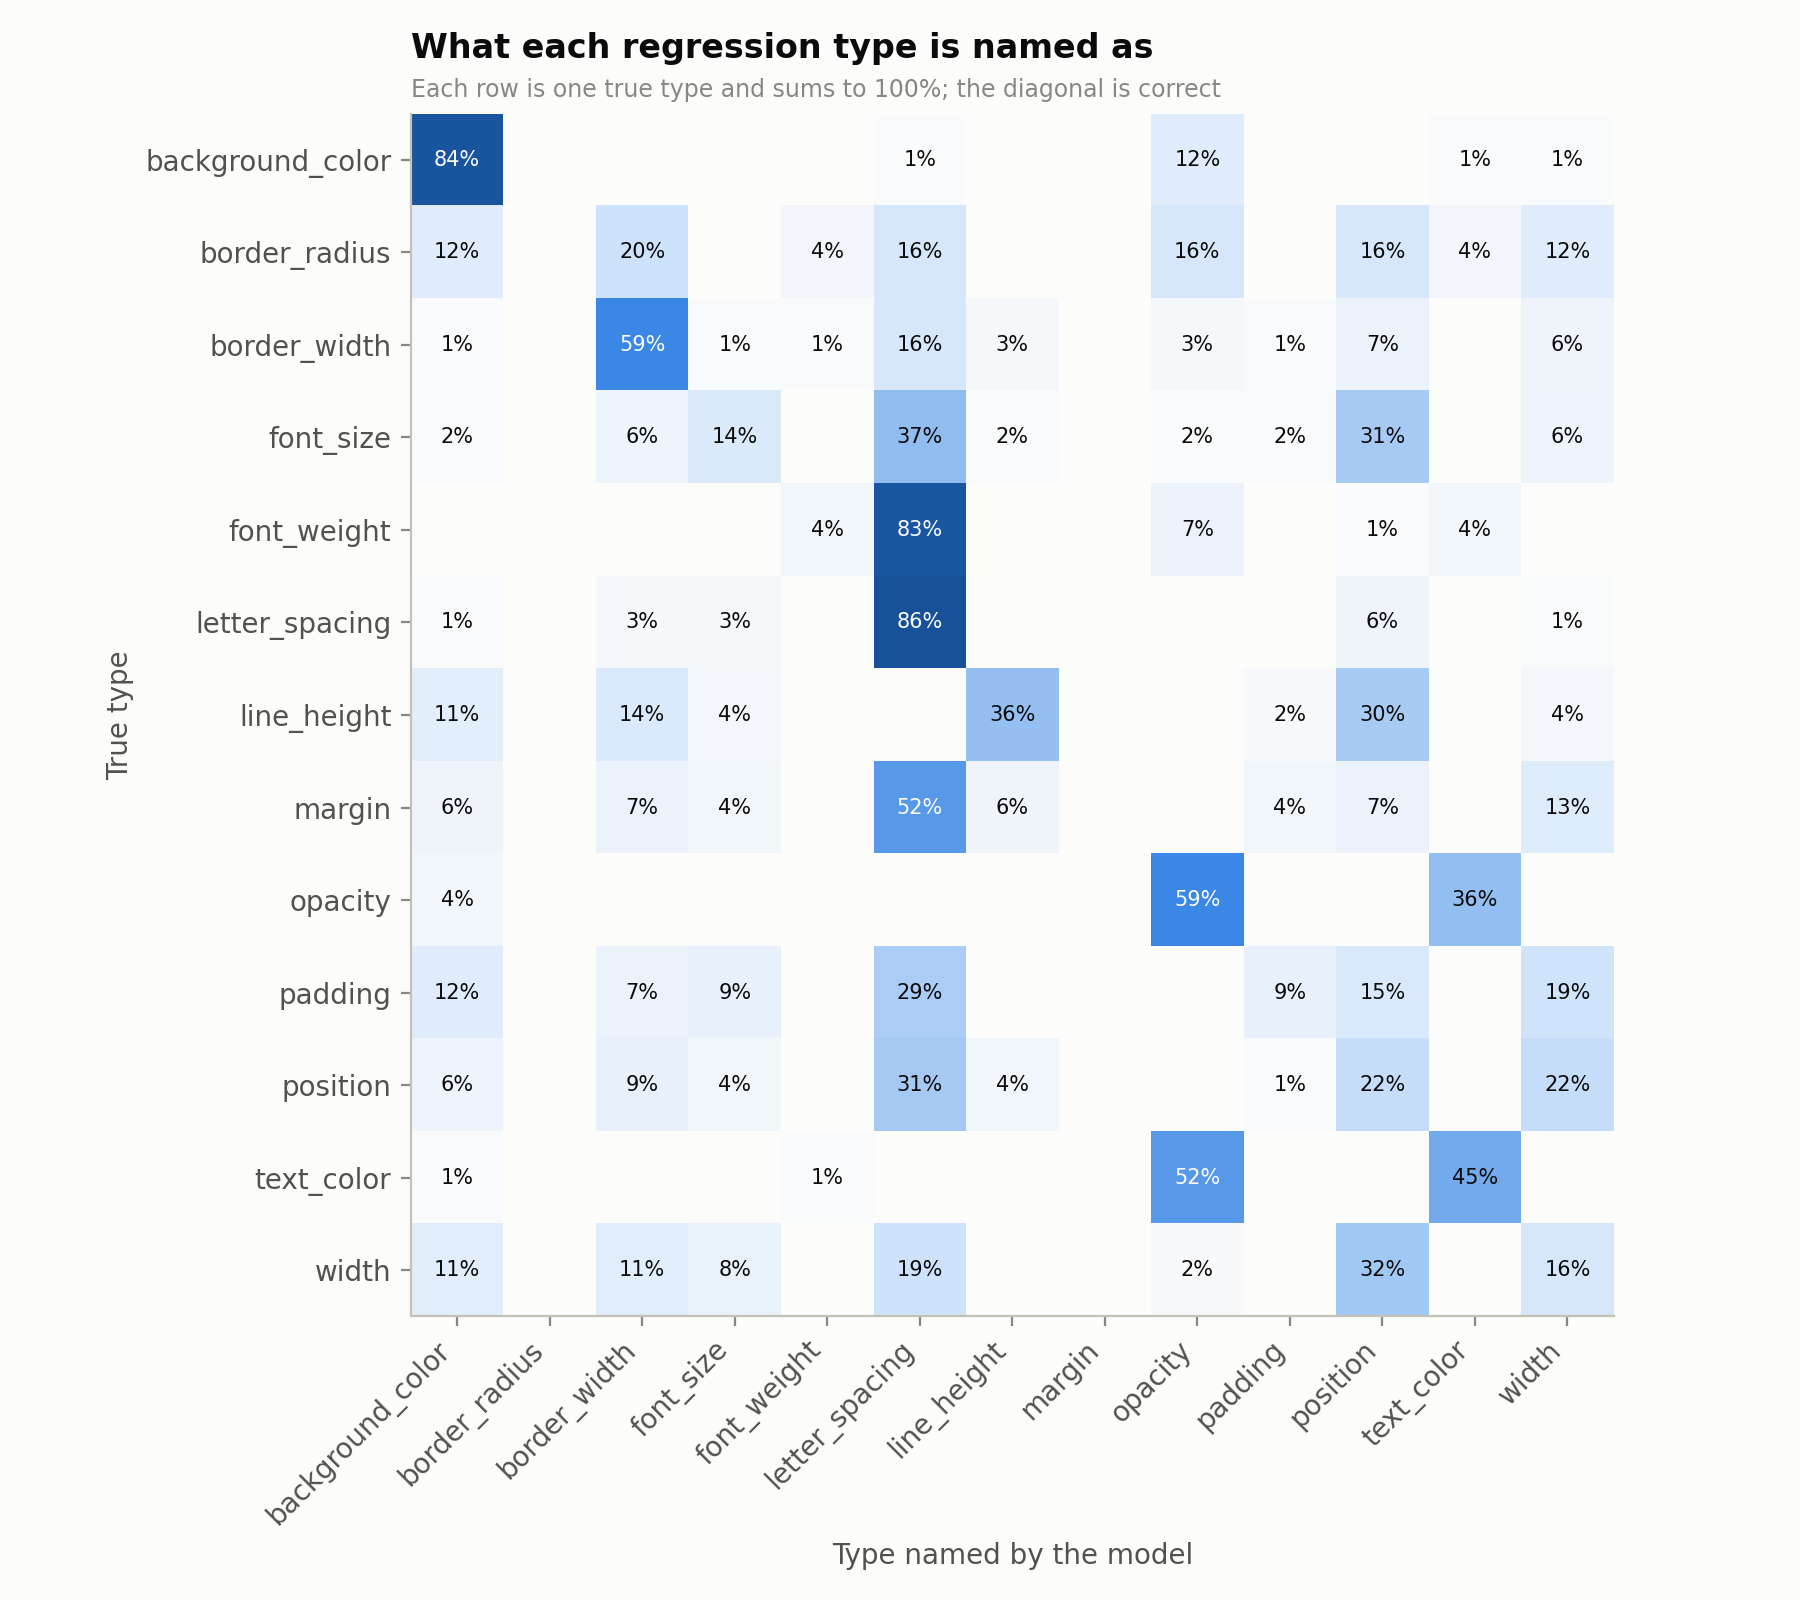 What each regression type is named as
Each row is one true type and sums to 100%; the diagonal is correct
background_color 84% 1% 12% 1% 1%
border_radius 12% 20% 4% 16% 16% 16% 4% 12%
border_width 1% 59% 1% 1% 16% 3% 3% 1% 7% 6%
font_size 2% 6% 14% 37% 2% 2% 2% 31% 6%
font_weight 4% 83% 7% 1% 4%
letter_spacing 1% 3% 3% 86% 6% 1%
line_height 11% 14% 4% 36% 2% 30% 4%
margin 6% 7% 4% 52% 6% 4% 7% 13%
opacity 4% 59% 36%
padding 12% 7% 9% 29% 9% 15% 19%
position 6% 9% 4% 31% 4% 1% 22% 22%
text_color 1% 1% 52% 45%
width 11% 11% 8% 19% 2% 32% 16%
True type
background_color border_radius border_width font_size font_weight letter_spacing line_height margin opacity padding position text_color width
Type named by the model